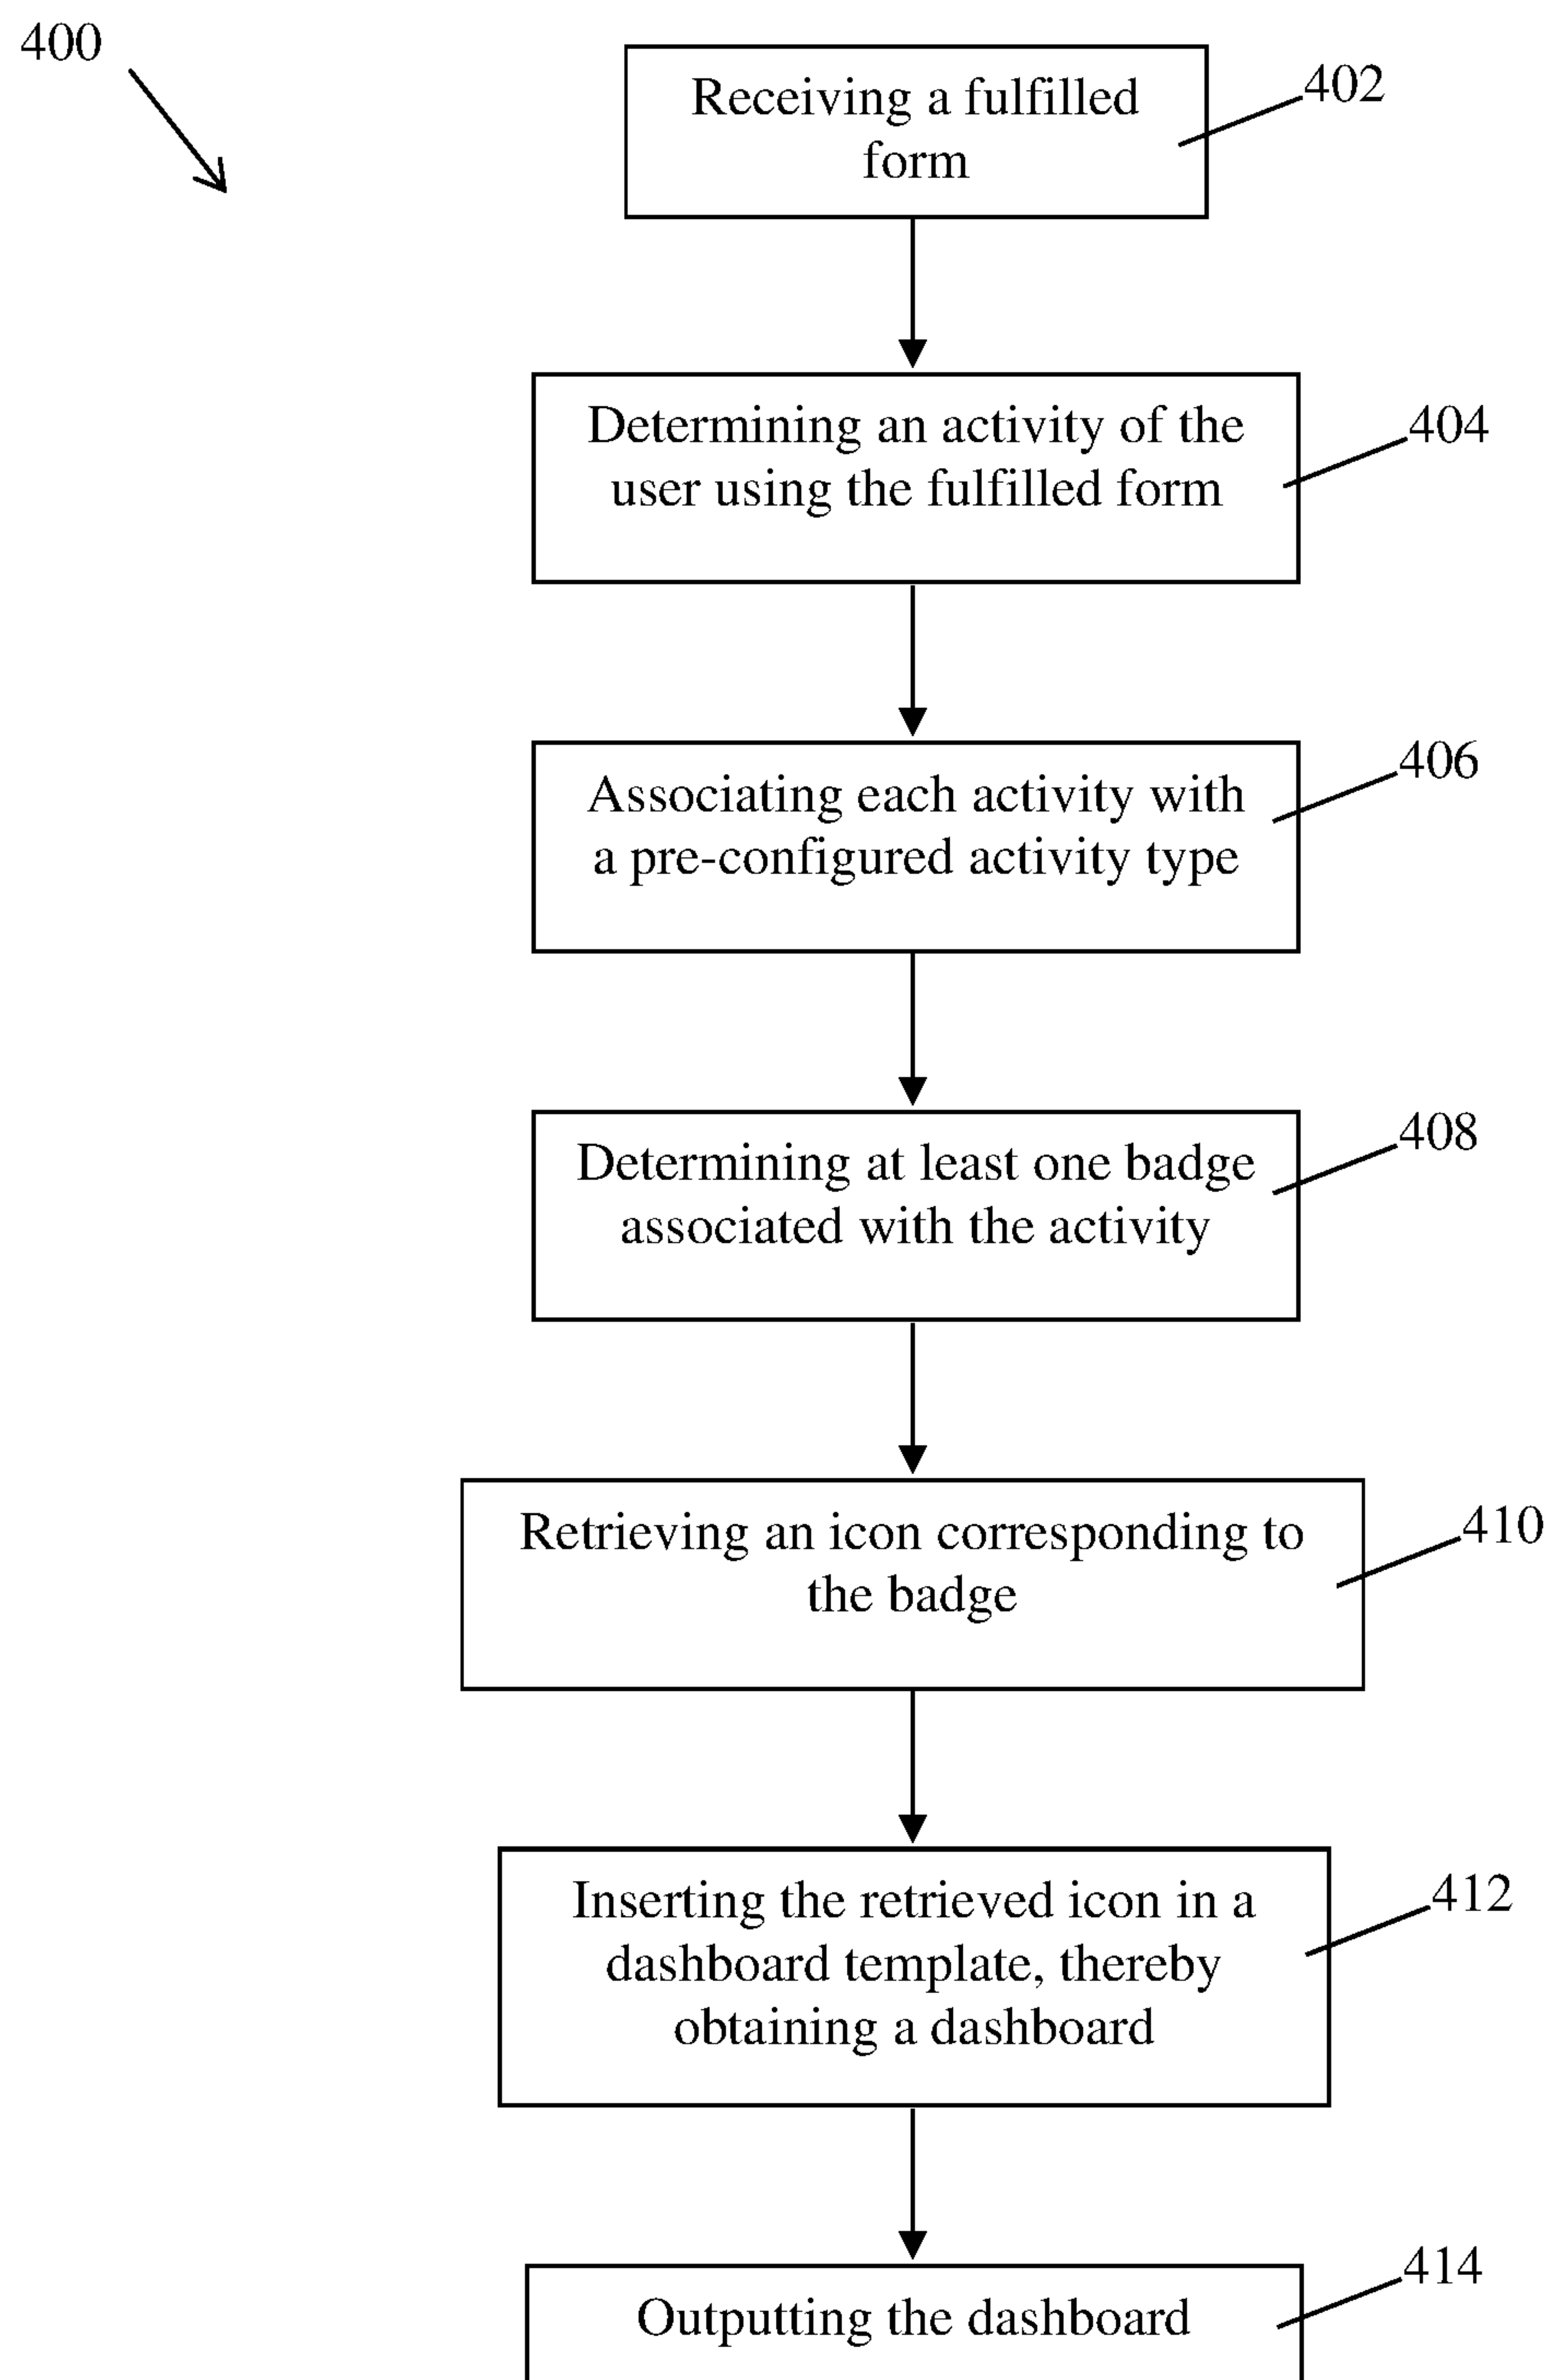 400
Receiving a fulfilled
form
402
Determining an activity of the
user using the fulfilled form
404
Associating each activity with
a pre-configured activity type
406
Determining at least one badge
associated with the activity
408
Retrieving an icon corresponding to
the badge
410
Inserting the retrieved icon in a
dashboard template, thereby
obtaining a dashboard
412
Outputting the dashboard
414